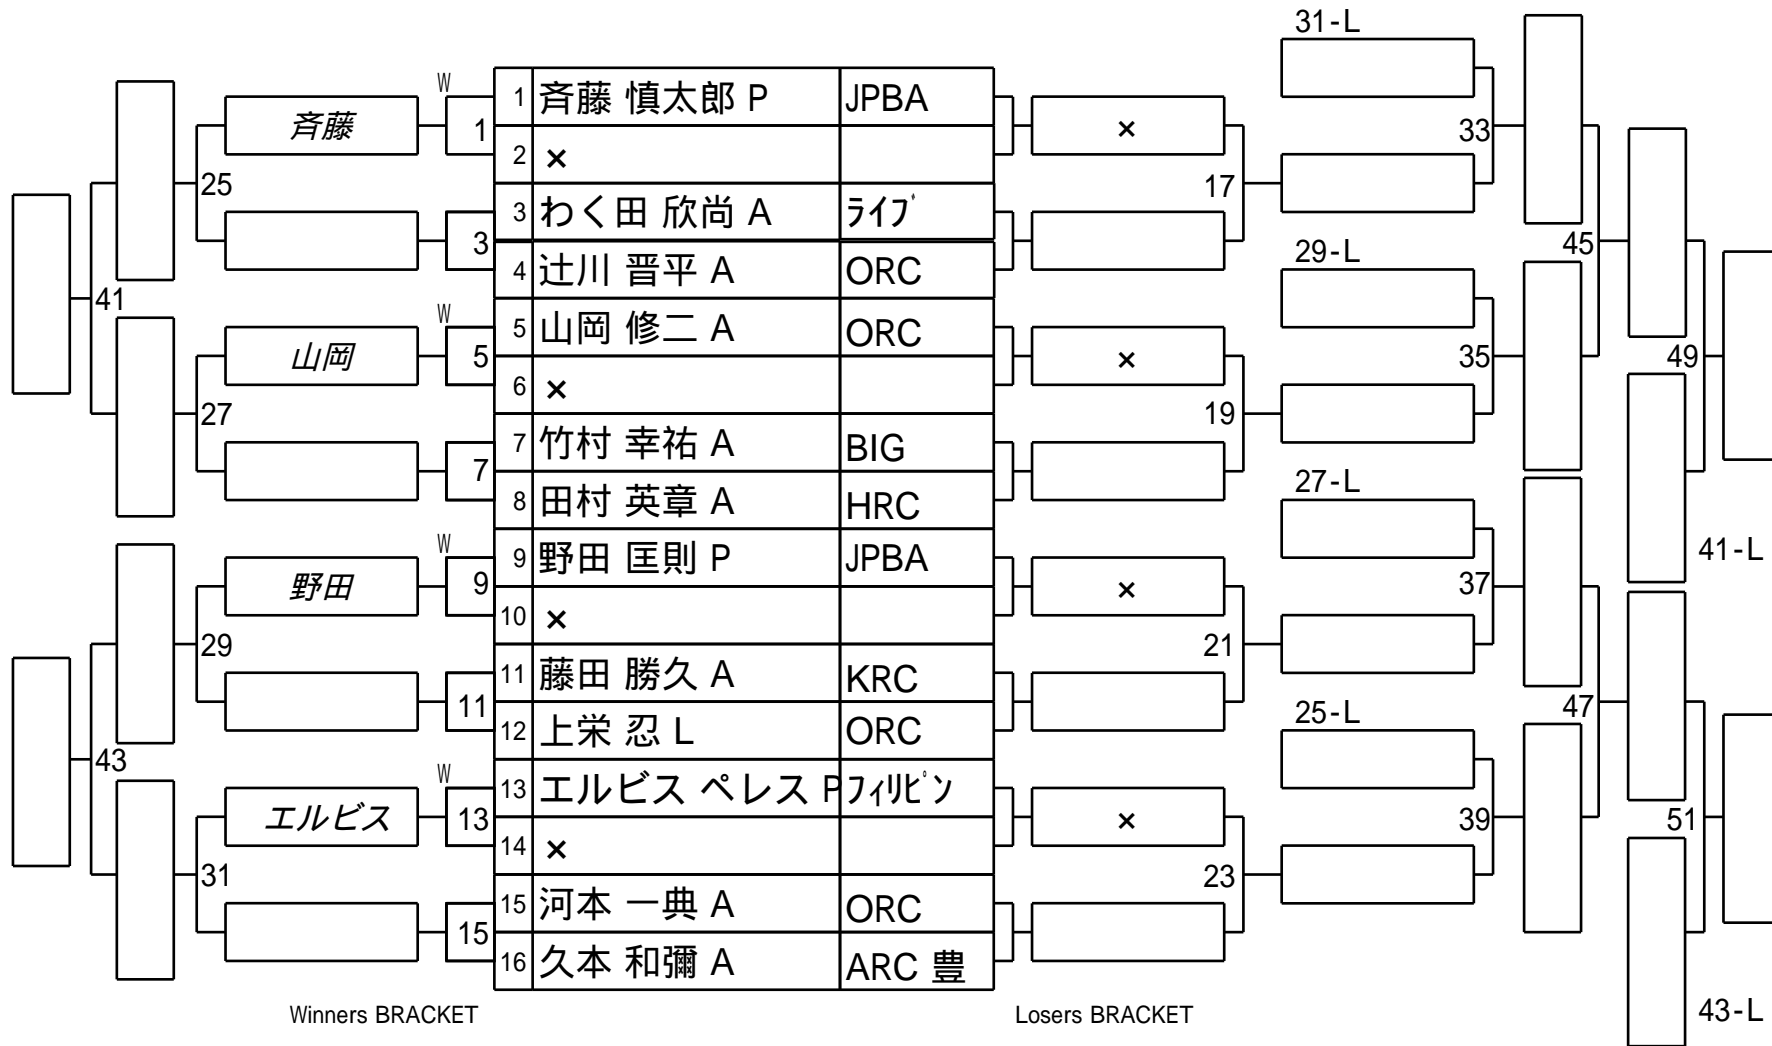 31-L
W
1 斉藤 慎太郎 P JPBA
斉藤 1 × 33
2 ×
25 17
3 わく田 欣尚 A ライブ
3 45
4 辻川 晋平 A ORC 29-L
41
W
5 山岡 修二 A ORC
山岡 5 × 35 49
6 ×
27 19
7 竹村 幸祐 A BIG
7 27-L
8 田村 英章 A HRC
W
9 野田 匡則 P JPBA 41-L
野田 9 × 37
10 ×
29 21
11 藤田 勝久 A KRC
11 25-L 47
12 上栄 忍 L ORC
43
W
13 エルビス ペレス P フィリピン
エルビス 13 × 39 51
14 ×
31 23
15 河本 一典 A ORC
15
16 久本 和彌 A ARC 豊
Winners BRACKET Losers BRACKET 43-L